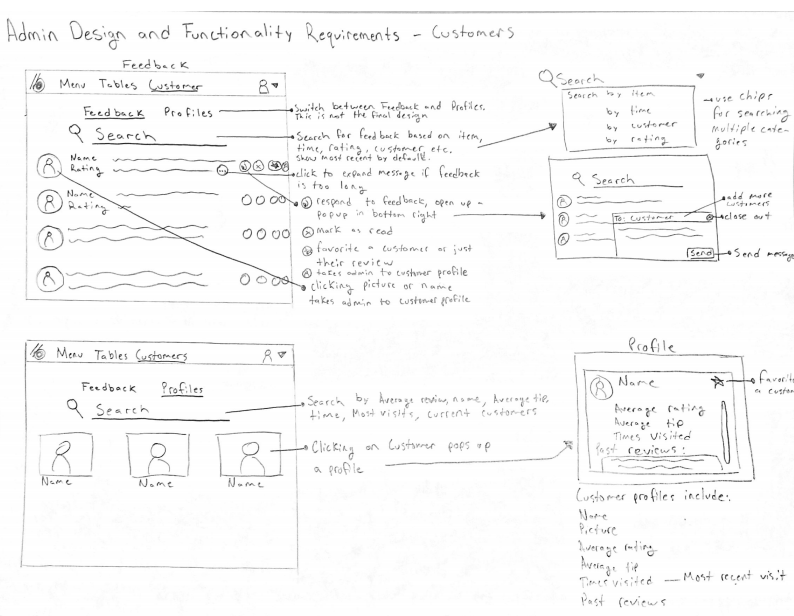 Admin Design and Functionality Requirements - Customers
Feedback
Menu Tables Customer
Feedback Profiles
Search
Name
Rating
Name
Rating
Switch between Feedback and Profiles.
This is not the final design
Search for feedback based on item,
time, rating, customer, etc.
show most recent by default.
click to expand message if feedback
is too long
respond to feedback, open up
popup in bottom right
mark as read
favorite a customer or just
their review
takes admin to customer profile
clicking picture or name
takes admin to customer profile
Search
Search by item
by time
by customer
by rating
use chips
for searching
multiple cate-
gories
Search
To: Customer
Send
add more
customers
close out
Send message
Menu Tables Customers
Feedback Profiles
Search
Name Name Name
Search by Average review, name, Average tip,
time, Most visits, current customers
Clicking on Customer pops up
a profile
Profile
Name
Average rating
Average tip
Times Visited
Past reviews:
Favorite
a custom
Customer profiles include:
Name
Picture
Average rating
Average tip
Times visited — Most recent visit
Past reviews